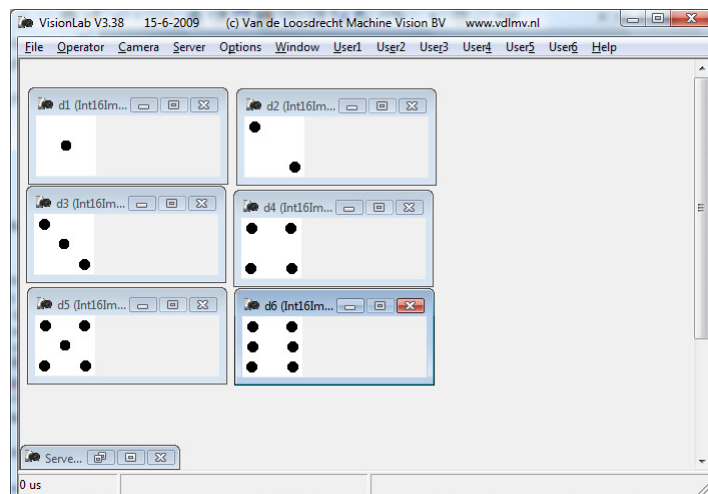 VisionLab V3.38 15-6-2009 (c) Van de Loosdrecht Machine Vision BV www.vdlmv.nl
File Operator Camera Server Options Window User1 User2 User3 User4 User5 User6 Help
d1 (Int16Im...
d2 (Int16Im...
d3 (Int16Im...
d4 (Int16Im...
d5 (Int16Im...
d6 (Int16Im...
Serve...
0 us